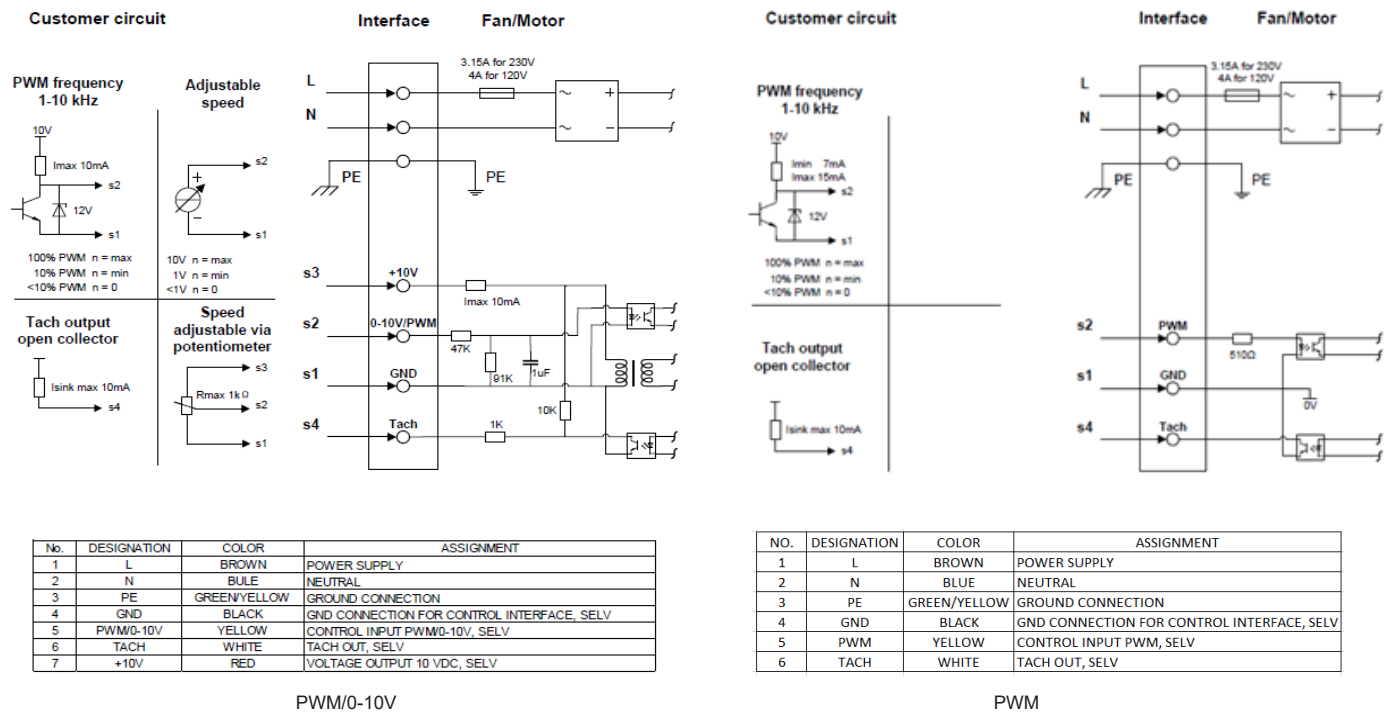 Customer circuit
Interface
Fan/Motor
PWM frequency
1-10 kHz
10V
Imax 10mA
s2
12V
s1
100% PWM n = max
10% PWM n = min
<10% PWM n = 0
Adjustable
speed
s2
+
−
s1
10V n = max
1V n = min
<1V n = 0
Tach output
open collector
Isink max 10mA
s4
Speed
adjustable via
potentiometer
s3
Rmax 1kΩ
s2
s1
L
N
PE
PE
3.15A for 230V
4A for 120V
~ +
~ −
s3
+10V
Imax 10mA
s2
0-10V/PWM
47K
91K
1uF
s1
GND
10K
s4
Tach
1K
No. DESIGNATION COLOR ASSIGNMENT
1 L BROWN POWER SUPPLY
2 N BULE NEUTRAL
3 PE GREEN/YELLOW GROUND CONNECTION
4 GND BLACK GND CONNECTION FOR CONTROL INTERFACE, SELV
5 PWM/0-10V YELLOW CONTROL INPUT PWM/0-10V, SELV
6 TACH WHITE TACH OUT, SELV
7 +10V RED VOLTAGE OUTPUT 10 VDC, SELV
PWM/0-10V
Customer circuit
Interface
Fan/Motor
PWM frequency
1-10 kHz
10V
Imin 7mA
Imax 15mA
s2
12V
s1
100% PWM n = max
10% PWM n = min
<10% PWM n = 0
Tach output
open collector
Isink max 10mA
s4
L
N
PE
PE
3.15A for 230V
4A for 120V
~ +
~ −
s2
PWM
510Ω
s1
GND
0V
s4
Tach
NO. DESIGNATION COLOR ASSIGNMENT
1 L BROWN POWER SUPPLY
2 N BLUE NEUTRAL
3 PE GREEN/YELLOW GROUND CONNECTION
4 GND BLACK GND CONNECTION FOR CONTROL INTERFACE, SELV
5 PWM YELLOW CONTROL INPUT PWM, SELV
6 TACH WHITE TACH OUT, SELV
PWM